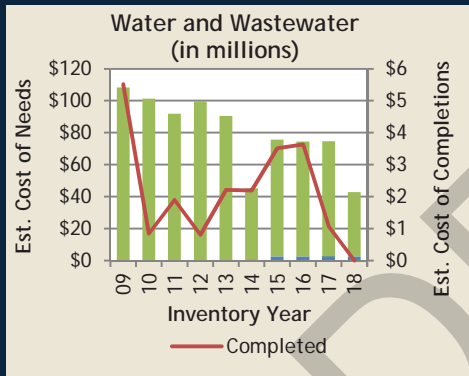 Water and Wastewater
(in millions)
Est. Cost of Needs
$120
$100
$80
$60
$40
$20
$0
$6
$5
$4
$3
$2
$1
$0
Est. Cost of Completions
09 10 11 12 13 14 15 16 17 18
Inventory Year
Completed